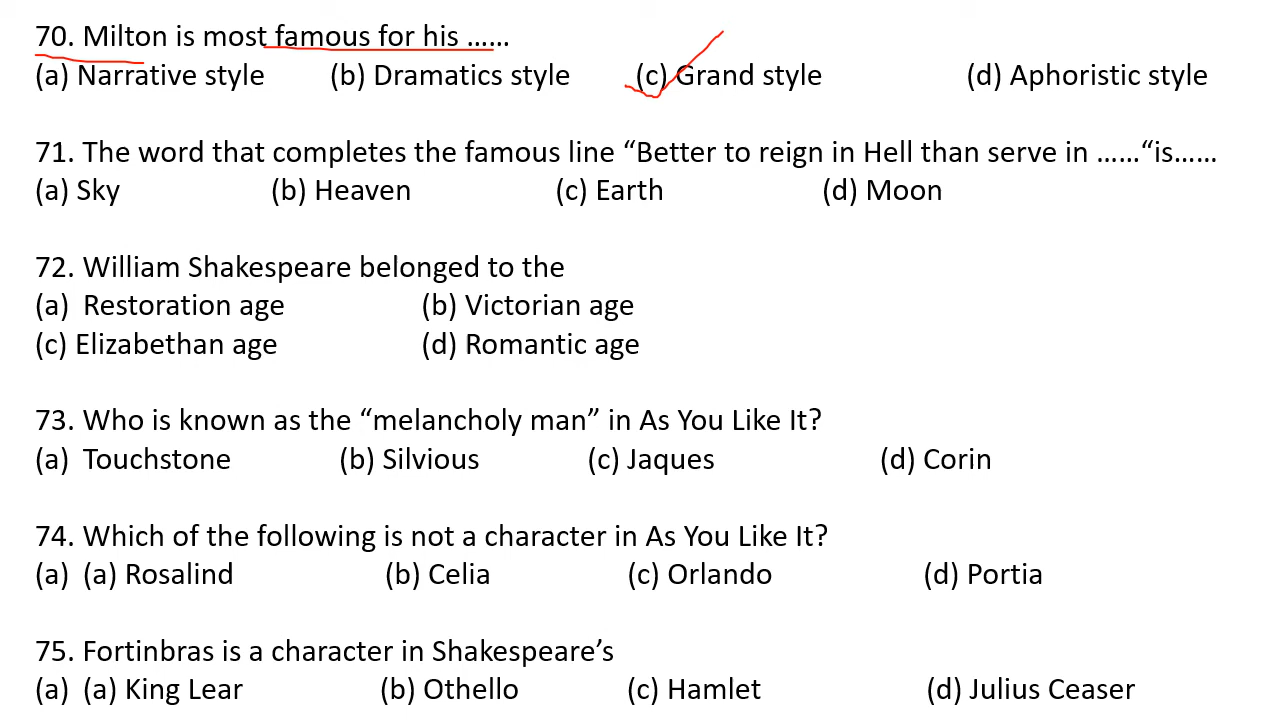 70. Milton is most famous for his ……
(a) Narrative style (b) Dramatics style (c) Grand style (d) Aphoristic style
71. The word that completes the famous line “Better to reign in Hell than serve in ……“is……
(a) Sky (b) Heaven (c) Earth (d) Moon
72. William Shakespeare belonged to the
(a) Restoration age (b) Victorian age
(c) Elizabethan age (d) Romantic age
73. Who is known as the “melancholy man” in As You Like It?
(a) Touchstone (b) Silvious (c) Jaques (d) Corin
74. Which of the following is not a character in As You Like It?
(a) (a) Rosalind (b) Celia (c) Orlando (d) Portia
75. Fortinbras is a character in Shakespeare’s
(a) (a) King Lear (b) Othello (c) Hamlet (d) Julius Ceaser